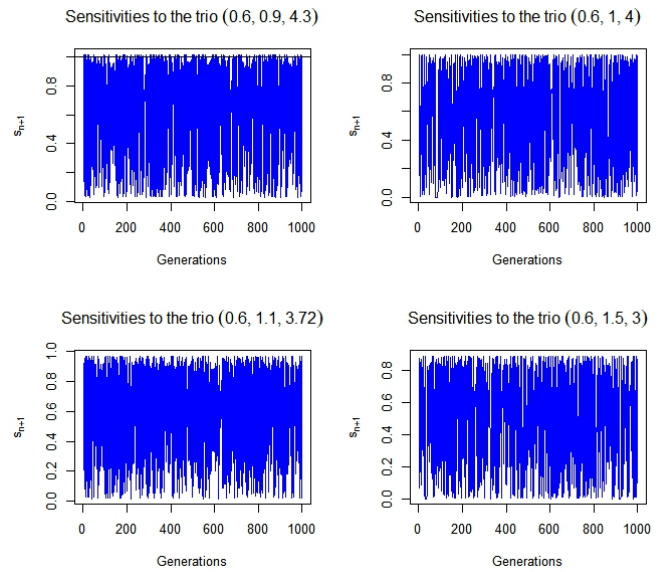 Sensitivities to the trio (0.6, 0.9, 4.3)
s_{n+1}
0.8
0.4
0.0
0 200 400 600 800 1000
Generations
Sensitivities to the trio (0.6, 1, 4)
s_{n+1}
0.8
0.4
0.0
0 200 400 600 800 1000
Generations
Sensitivities to the trio (0.6, 1.1, 3.72)
s_{n+1}
1.0
0.8
0.6
0.4
0.2
0.0
0 200 400 600 800 1000
Generations
Sensitivities to the trio (0.6, 1.5, 3)
s_{n+1}
0.8
0.6
0.4
0.2
0.0
0 200 400 600 800 1000
Generations